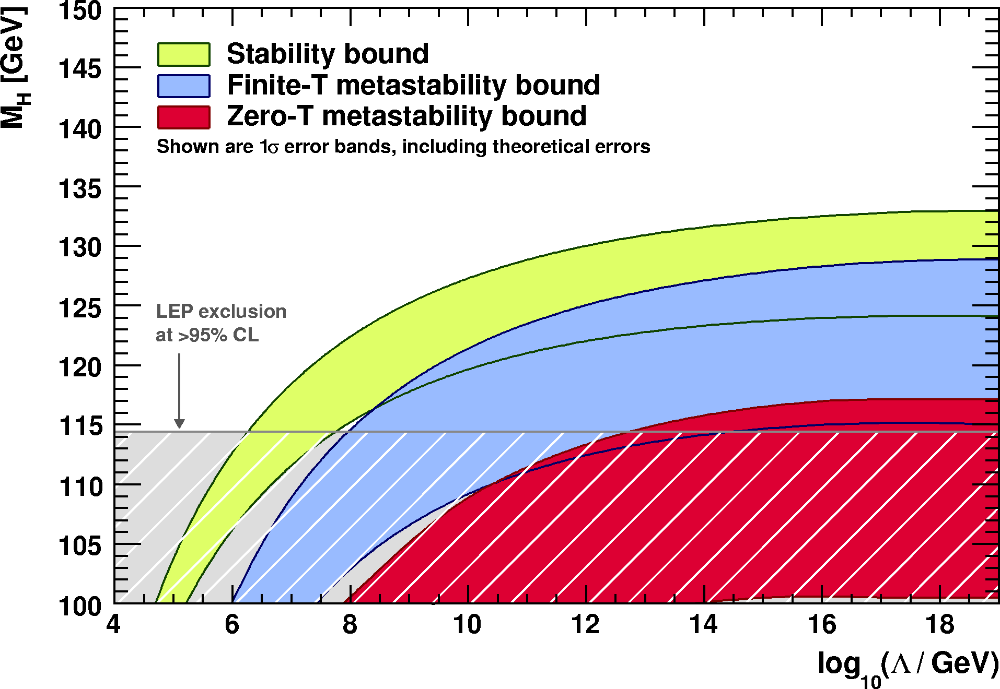 M_H [GeV]
150
145
140
135
130
125
120
115
110
105
100
Stability bound
Finite-T metastability bound
Zero-T metastability bound
Shown are 1σ error bands, including theoretical errors
LEP exclusion
at >95% CL
4 6 8 10 12 14 16 18
log₁₀(Λ / GeV)